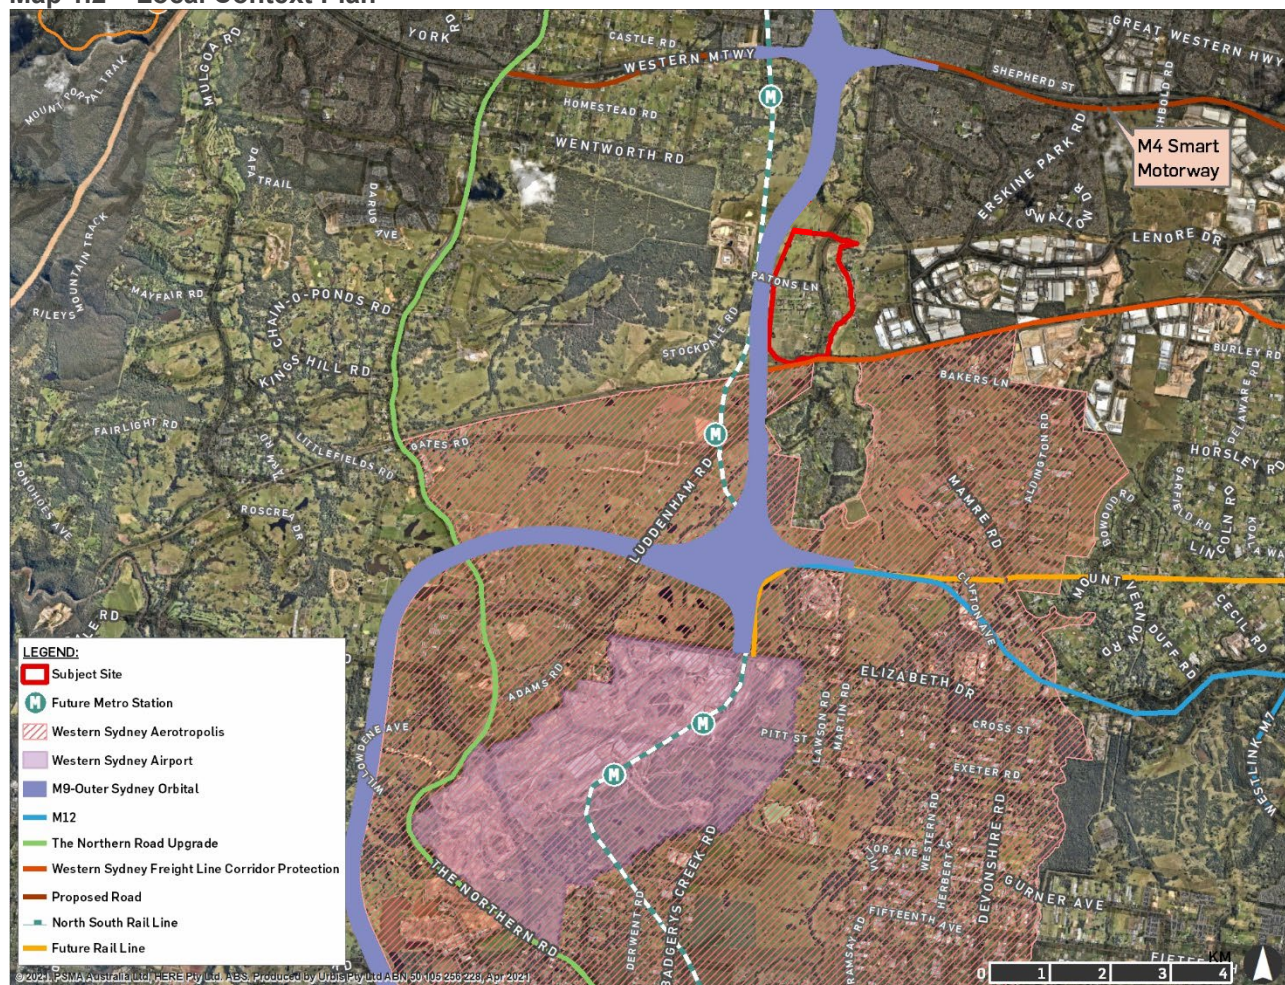 Map 1.2 – Local Context Plan
GREAT WESTERN HWY
YORK RD
CASTLE RD
WESTERN MTWY
SHEPHERD ST
MULGOA RD
HOMESTEAD RD
WENTWORTH RD
M4 Smart
Motorway
ERSKINE PARK RD
SWALLOW DR
LENORE DR
DARUG AVE
MOUNTAIN TRACK
MAYFAIR RD
RILEYS
CHAIN-O-PONDS RD
KINGS HILL RD
PATONS LN
STOCKDALE RD
BURLEY RD
DELAWARE RD
BAKERS LN
FAIRLIGHT RD
LITTLEFIELDS RD
GATES RD
LUDDENHAM RD
ALDINGTON RD
MAMRE RD
HORSLEY RD
GARFIELD RD
BOWOOD RD
DONOHOES AVE
CLIFTON AVE
MOUNT VERNON RD
DUFF RD
CECIL RD
ADAMS RD
ELIZABETH DR
LAWSON RD
MARTIN RD
PITT ST
CROSS ST
EXETER RD
WILLOWDENE AVE
WESTLINK M7
WESTERN RD
DEVONSHIRE RD
HERBERT
GURNER AVE
FIFTEENTH AVE
RAMSAY RD
DERWENT RD
BADGERYS CREEK RD
THE NORTHERN RD
M
M
M
M
LEGEND:
Subject Site
M
Future Metro Station
Western Sydney Aerotropolis
Western Sydney Airport
M9-Outer Sydney Orbital
M12
The Northern Road Upgrade
Western Sydney Freight Line Corridor Protection
Proposed Road
North South Rail Line
Future Rail Line
© 2021. PSMA Australia Ltd, HERE Pty Ltd. ABS. Produced by Urbis Pty Ltd ABN 50 105 256 228, Apr 2021
KM
0 1 2 3 4